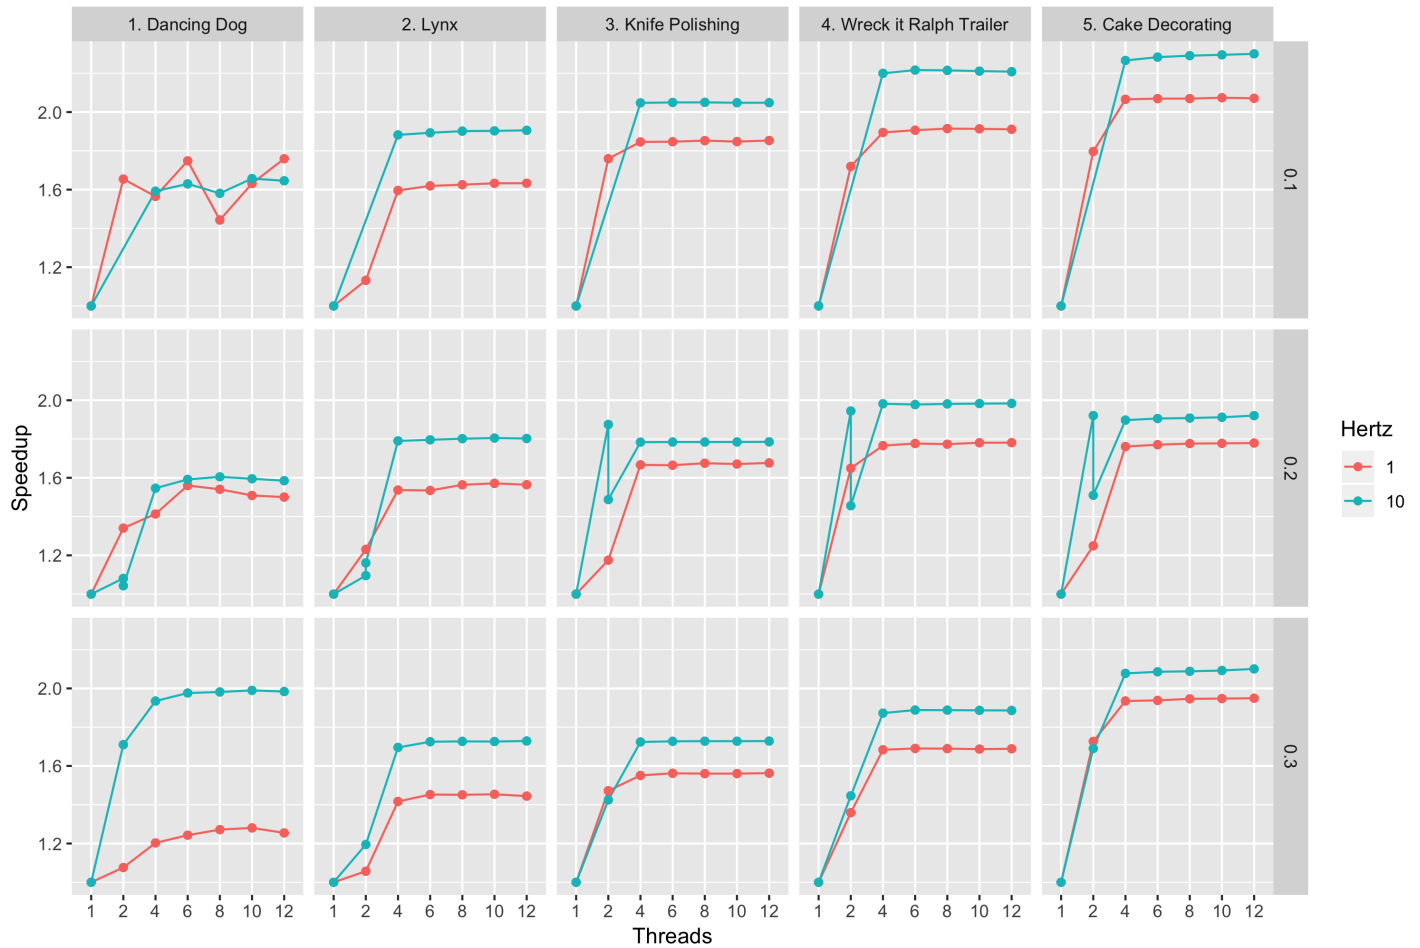 1. Dancing Dog
2. Lynx
3. Knife Polishing
4. Wreck it Ralph Trailer
5. Cake Decorating
2.0
1.6
1.2
0.1
2.0
1.6
1.2
0.2
2.0
1.6
1.2
0.3
Speedup
1 2 4 6 8 10 12
1 2 4 6 8 10 12
1 2 4 6 8 10 12
1 2 4 6 8 10 12
1 2 4 6 8 10 12
Threads
Hertz
1
10